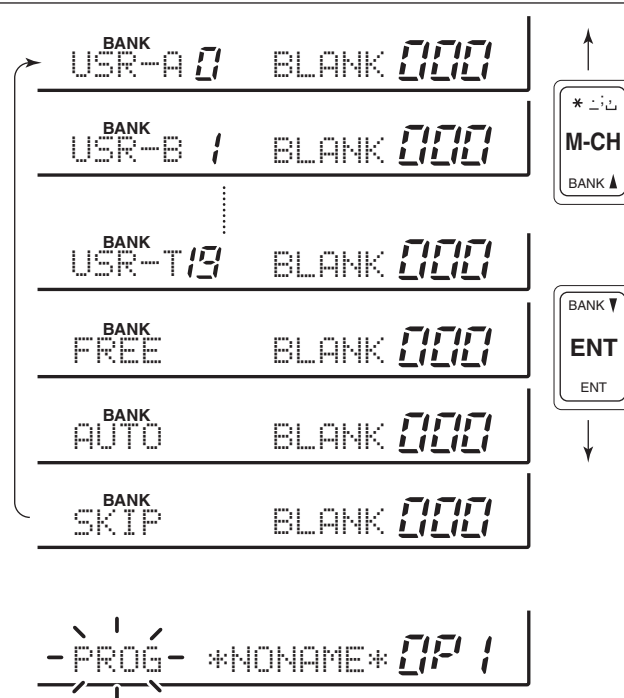 BANK
USR-A 0 BLANK 000
BANK
USR-B 1 BLANK 000
BANK
USR-T19 BLANK 000
BANK
FREE BLANK 000
BANK
AUTO BLANK 000
BANK
SKIP BLANK 000
PROG *NONAME* 0P 1
*
M-CH
BANK ▲
BANK ▼
ENT
ENT